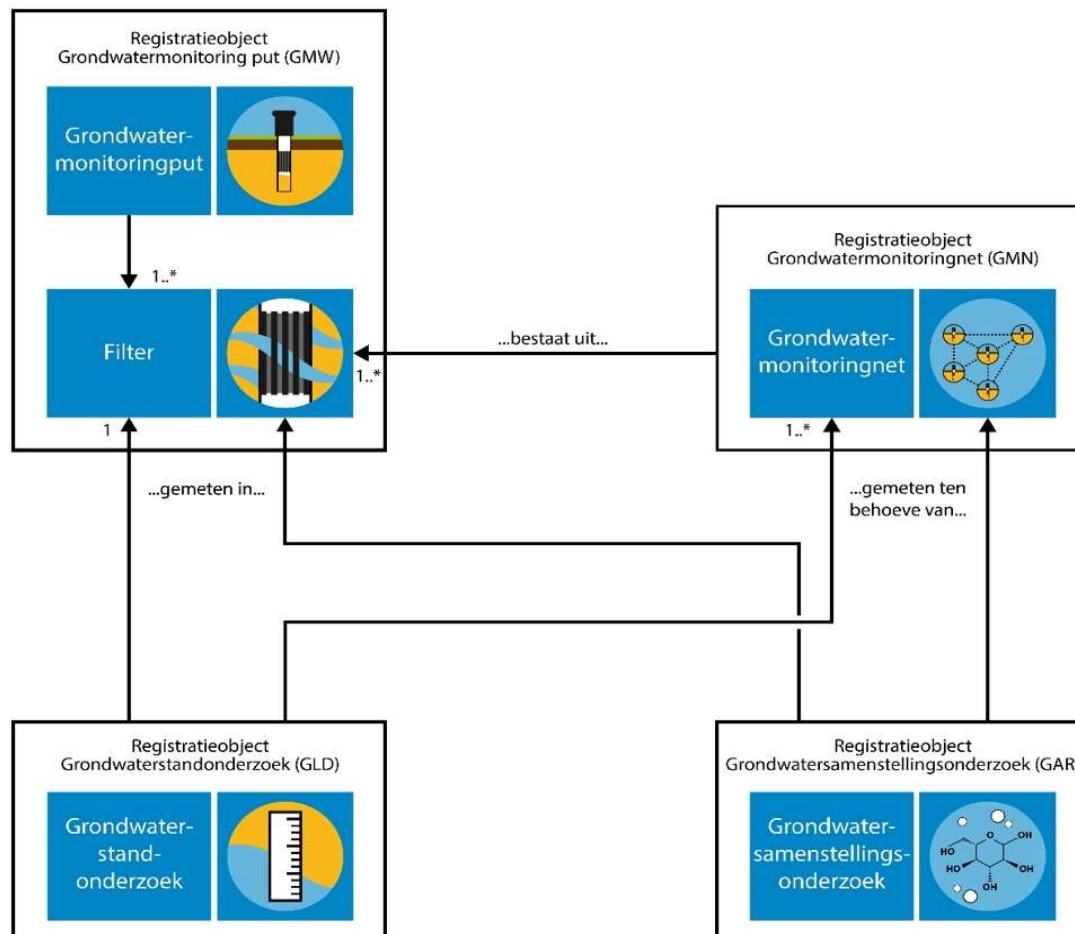 Registratieobject
Grondwatermonitoring put (GMW)
Grondwater-
monitoringput
1..*
Filter
1..*
1
...gemeten in...
...bestaat uit...
Registratieobject
Grondwatermonitoringnet (GMN)
Grondwater-
monitoringnet
1..*
...gemeten ten
behoeve van...
Registratieobject
Grondwaterstandonderzoek (GLD)
Grondwater-
stand-
onderzoek
Registratieobject
Grondwatersamenstellingsonderzoek (GAR
Grondwater-
samenstellings-
onderzoek
O
OH
HO
HO
OH
OH